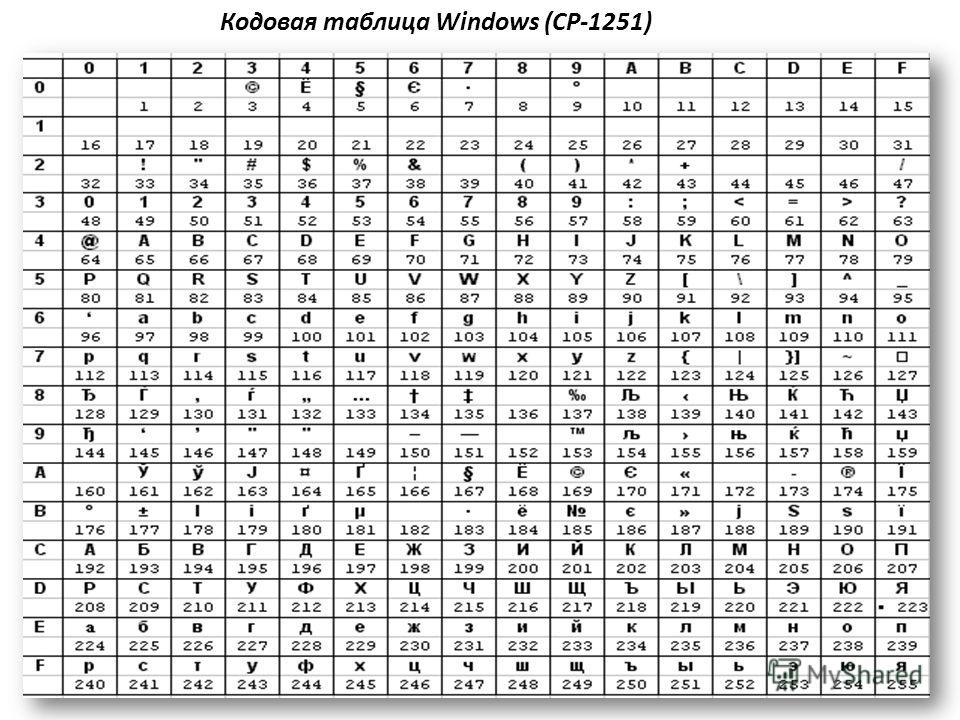 Кодовая таблица Windows (CP-1251)
0 1 2 3 4 5 6 7 8 9 A B C D E F
0 © Ё § Є · °
1 2 3 4 5 6 7 8 9 10 11 12 13 14 15
1
16 17 18 19 20 21 22 23 24 25 26 27 28 29 30 31
2 ! " # $ % & ( ) * + /
32 33 34 35 36 37 38 39 40 41 42 43 44 45 46 47
3 0 1 2 3 4 5 6 7 8 9 : ; < = > ?
48 49 50 51 52 53 54 55 56 57 58 59 60 61 62 63
4 @ A B C D E F G H I J K L M N O
64 65 66 67 68 69 70 71 72 73 74 75 76 77 78 79
5 P Q R S T U V W X Y Z [ \ ] ^ _
80 81 82 83 84 85 86 87 88 89 90 91 92 93 94 95
6 ‘ a b c d e f g h i j k l m n o
96 97 98 99 100 101 102 103 104 105 106 107 108 109 110 111
7 p q r s t u v w x y z { | }] ~ □
112 113 114 115 116 117 118 119 120 121 122 123 124 125 126 127
8 Ђ Ѓ ‚ ѓ „ … † ‡ ‰ Љ ‹ Њ Ќ Ћ Џ
128 129 130 131 132 133 134 135 136 137 138 139 140 141 142 143
9 ђ ‘ ’ " " – — ™ љ › њ ќ ћ џ
144 145 146 147 148 149 150 151 152 153 154 155 156 157 158 159
A Ў ў J ¤ Ґ ¦ § Ё © Є « - ® Ї
160 161 162 163 164 165 166 167 168 169 170 171 172 173 174 175
B ° ± І і ґ µ · ё № є » j S s ї
176 177 178 179 180 181 182 183 184 185 186 187 188 189 190 191
C А Б В Г Д Е Ж З И Й К Л М Н О П
192 193 194 195 196 197 198 199 200 201 202 203 204 205 206 207
D Р С Т У Ф Х Ц Ч Ш Щ Ъ Ы Ь Э Ю Я
208 209 210 211 212 213 214 215 216 217 218 219 220 221 222 ▪ 223
E а б в г д е ж з и й к л м н о п
224 225 226 227 228 229 230 231 232 233 234 235 236 237 238 239
F р с т у ф х ц ч ш щ ъ ы ь э ю я
240 241 242 243 244 245 246 247 248 249 250 251 252 253 254 255
MyShared